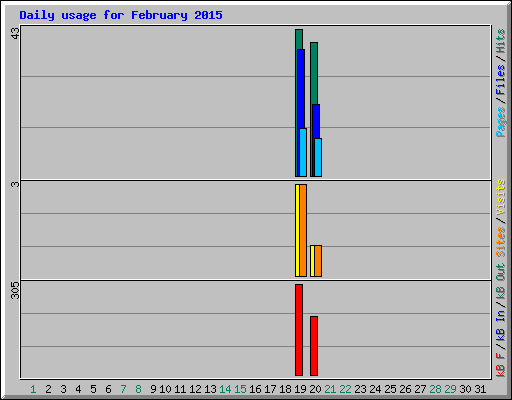 Daily usage for February 2015
43
3
305
Pages/Files/Hits
Sites/Visits
kB F/kB In/kB Out
1 2 3 4 5 6 7 8 9 10 11 12 13 14 15 16 17 18 19 20 21 22 23 24 25 26 27 28 29 30 31